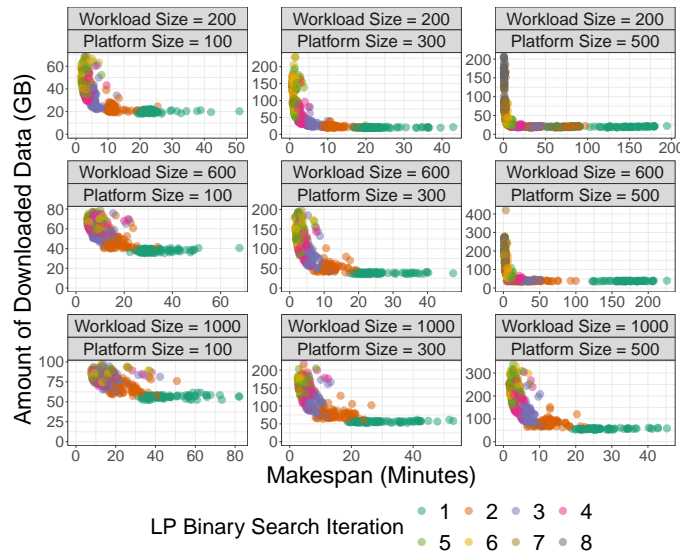 Workload Size = 200
Platform Size = 100
60
40
20
0
0 10 20 30 40 50
Workload Size = 200
Platform Size = 300
200
150
100
50
0
0 10 20 30 40
Workload Size = 200
Platform Size = 500
200
150
100
50
0
0 50 100 150 200
Workload Size = 600
Platform Size = 100
80
60
40
20
0
0 20 40 60
Workload Size = 600
Platform Size = 300
200
150
100
50
0
0 10 20 30 40
Workload Size = 600
Platform Size = 500
400
300
200
100
0
0 50 100 150 200
Workload Size = 1000
Platform Size = 100
100
75
50
25
0
0 20 40 60 80
Workload Size = 1000
Platform Size = 300
200
150
100
50
0
0 10 20 30 40 50
Workload Size = 1000
Platform Size = 500
300
200
100
0
0 10 20 30 40
Amount of Downloaded Data (GB)
Makespan (Minutes)
LP Binary Search Iteration
1 2 3 4
5 6 7 8